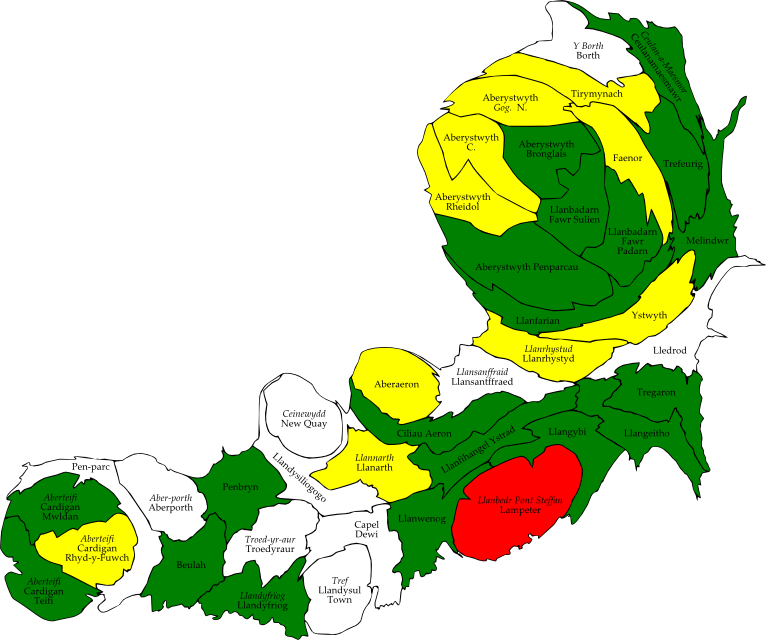 Y Borth
Borth
Ceulan-a-Maesmor
Ceulanamaesmawr
Tirymynach
Aberystwyth
Gog. N.
Aberystwyth
C.
Aberystwyth
Bronglais
Faenor
Trefeurig
Aberystwyth
Rheidol
Llanbadarn
Fawr Sulien
Llanbadarn
Fawr
Padarn
Melindwr
Aberystwyth Penparcau
Llanfarian
Ystwyth
Llanrhystud
Llanrhystyd
Lledrod
Llansanffraid
Llansantffraed
Aberaeron
Tregaron
Ceinewydd
New Quay
Ciliau Aeron
Llanfihangel Ystrad
Llangybi
Llangeitho
Llannarth
Llanarth
Llandysiliogogo
Pen-parc
Penbryn
Aber-porth
Aberporth
Aberteifi
Cardigan
Mwldan
Llanbedr Pont Steffan
Lampeter
Llanwenog
Capel
Dewi
Troed-yr-aur
Troedyraur
Aberteifi
Cardigan
Rhyd-y-Fuwch
Beulah
Aberteifi
Cardigan
Teifi
Llandyfriog
Llandyfriog
Tref
Llandysul
Town